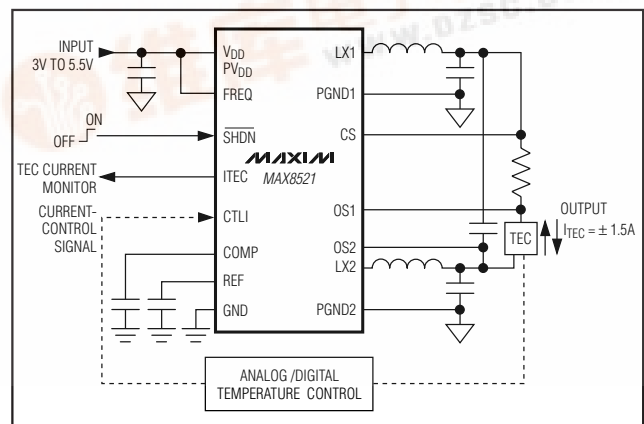 INPUT
3V TO 5.5V
VDD
PVDD
FREQ
ON
OFF
SHDN
TEC CURRENT
MONITOR
ITEC
CURRENT-
CONTROL
SIGNAL
CTLI
COMP
REF
GND
MAXIM
MAX8521
LX1
PGND1
CS
OS1
OS2
LX2
PGND2
TEC
OUTPUT
ITEC = ± 1.5A
ANALOG /DIGITAL
TEMPERATURE CONTROL